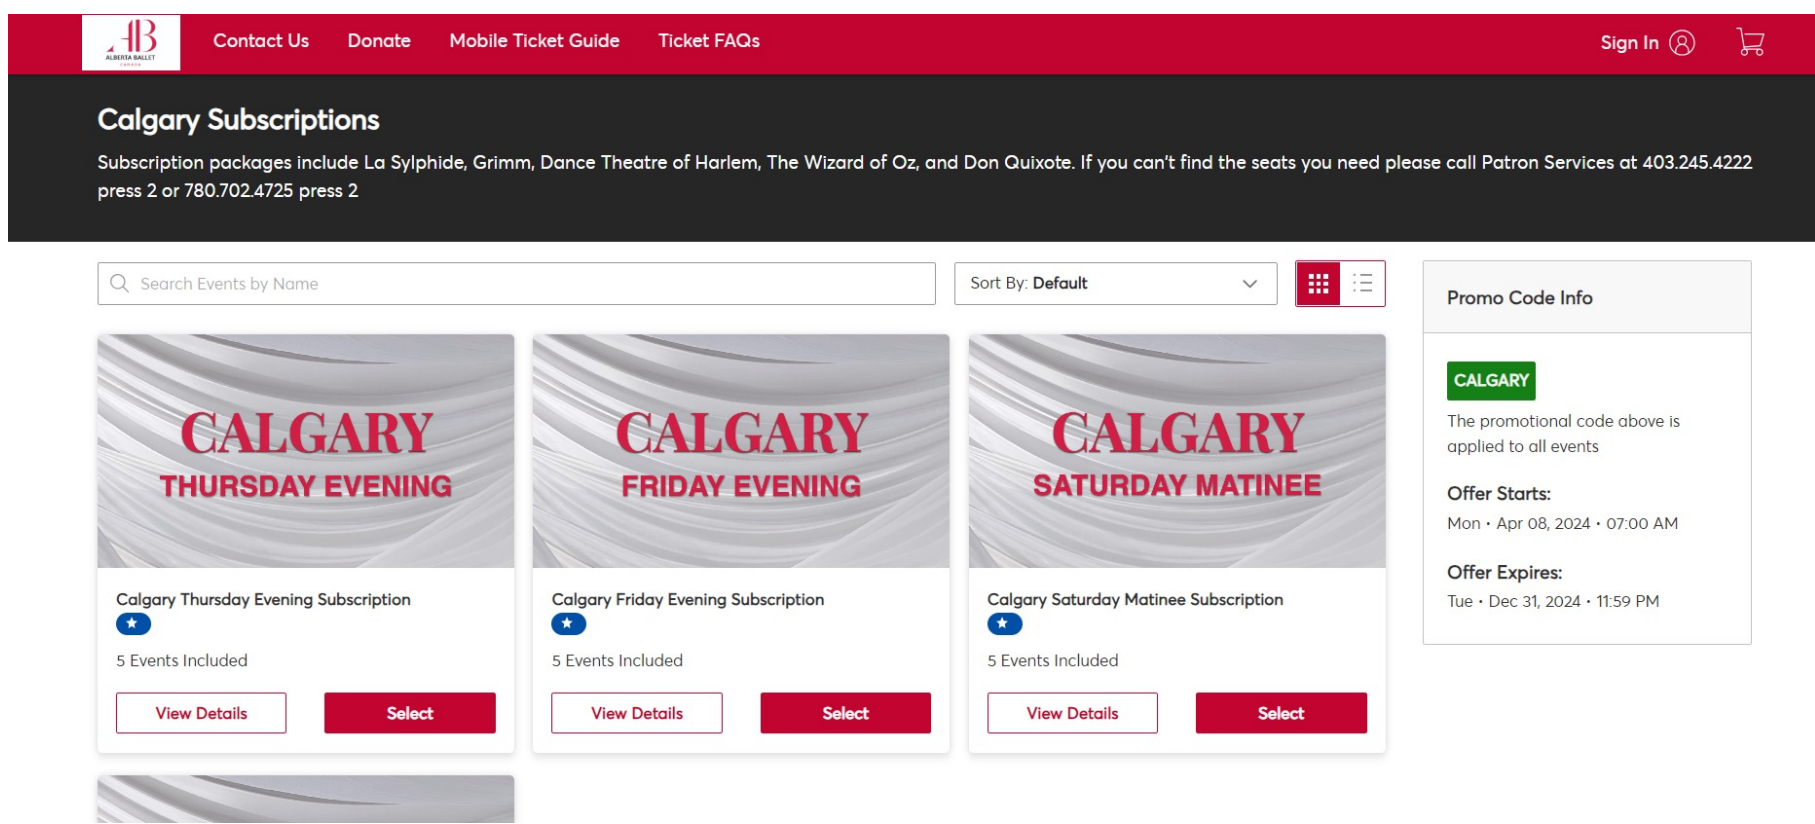 AB
ALBERTA BALLET
CANADA
Contact Us
Donate
Mobile Ticket Guide
Ticket FAQs
Sign In
Calgary Subscriptions
Subscription packages include La Sylphide, Grimm, Dance Theatre of Harlem, The Wizard of Oz, and Don Quixote. If you can't find the seats you need please call Patron Services at 403.245.4222
press 2 or 780.702.4725 press 2
Search Events by Name
Sort By: Default
CALGARY
THURSDAY EVENING
Calgary Thursday Evening Subscription
5 Events Included
View Details
Select
CALGARY
FRIDAY EVENING
Calgary Friday Evening Subscription
5 Events Included
View Details
Select
CALGARY
SATURDAY MATINEE
Calgary Saturday Matinee Subscription
5 Events Included
View Details
Select
Promo Code Info
CALGARY
The promotional code above is
applied to all events
Offer Starts:
Mon • Apr 08, 2024 • 07:00 AM
Offer Expires:
Tue • Dec 31, 2024 • 11:59 PM